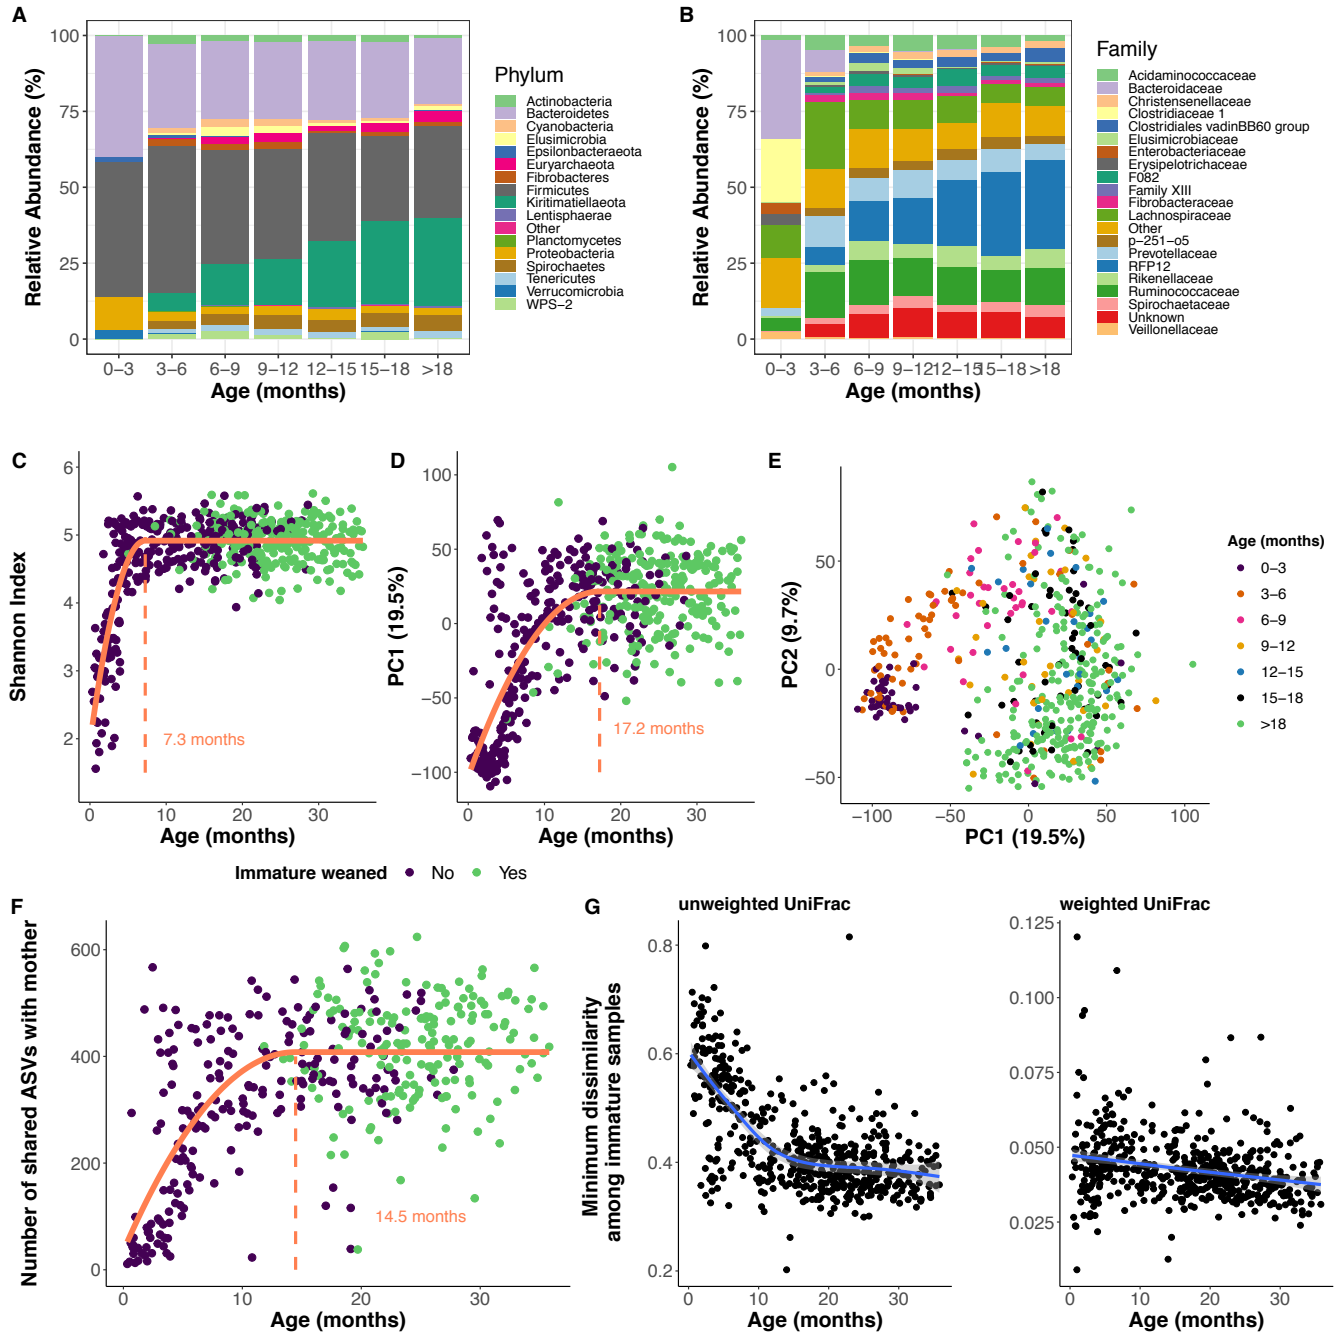 A
100
75
50
25
0
Relative Abundance (%)
0−3
3−6
6−9
9−12
12−15
15−18
>18
Age (months)
Phylum
Actinobacteria
Bacteroidetes
Cyanobacteria
Elusimicrobia
Epsilonbacteraeota
Euryarchaeota
Fibrobacteres
Firmicutes
Kiritimatiellaeota
Lentisphaerae
Other
Planctomycetes
Proteobacteria
Spirochaetes
Tenericutes
Verrucomicrobia
WPS−2
B
100
75
50
25
0
Relative Abundance (%)
0−3
3−6
6−9
9−12
12−15
15−18
>18
Age (months)
Family
Acidaminococcaceae
Bacteroidaceae
Christensenellaceae
Clostridiaceae 1
Clostridiales vadinBB60 group
Elusimicrobiaceae
Enterobacteriaceae
Erysipelotrichaceae
F082
Family XIII
Fibrobacteraceae
Lachnospiraceae
Other
p−251−o5
Prevotellaceae
RFP12
Rikenellaceae
Ruminococcaceae
Spirochaetaceae
Unknown
Veillonellaceae
C
6
5
4
3
2
Shannon Index
7.3 months
0
10
20
30
Age (months)
D
100
50
0
−50
−100
PC1 (19.5%)
17.2 months
0
10
20
30
Age (months)
E
50
0
−50
PC2 (9.7%)
−100
−50
0
50
100
PC1 (19.5%)
Age (months)
0−3
3−6
6−9
9−12
12−15
15−18
>18
Immature weaned No Yes
F
600
400
200
0
Number of shared ASVs with mother
14.5 months
0
10
20
30
Age (months)
G
unweighted UniFrac
0.8
0.6
0.4
0.2
Minimum dissimilarity
among immature samples
0
10
20
30
Age (months)
weighted UniFrac
0.125
0.100
0.075
0.050
0.025
0
10
20
30
Age (months)